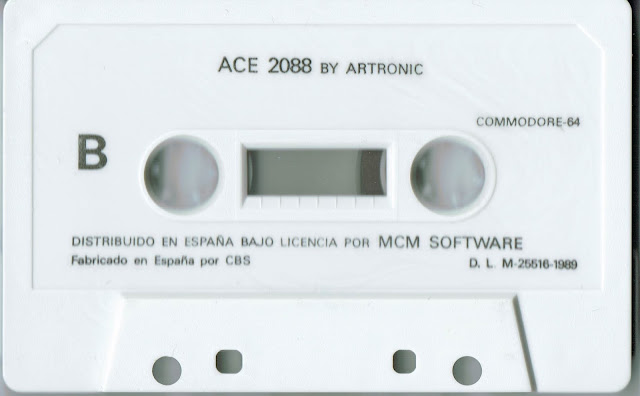 ACE 2088 BY ARTRONIC
COMMODORE-64
B
DISTRIBUIDO EN ESPAÑA BAJO LICENCIA POR MCM SOFTWARE
Fabricado en España por CBS
D. L. M-25516-1989